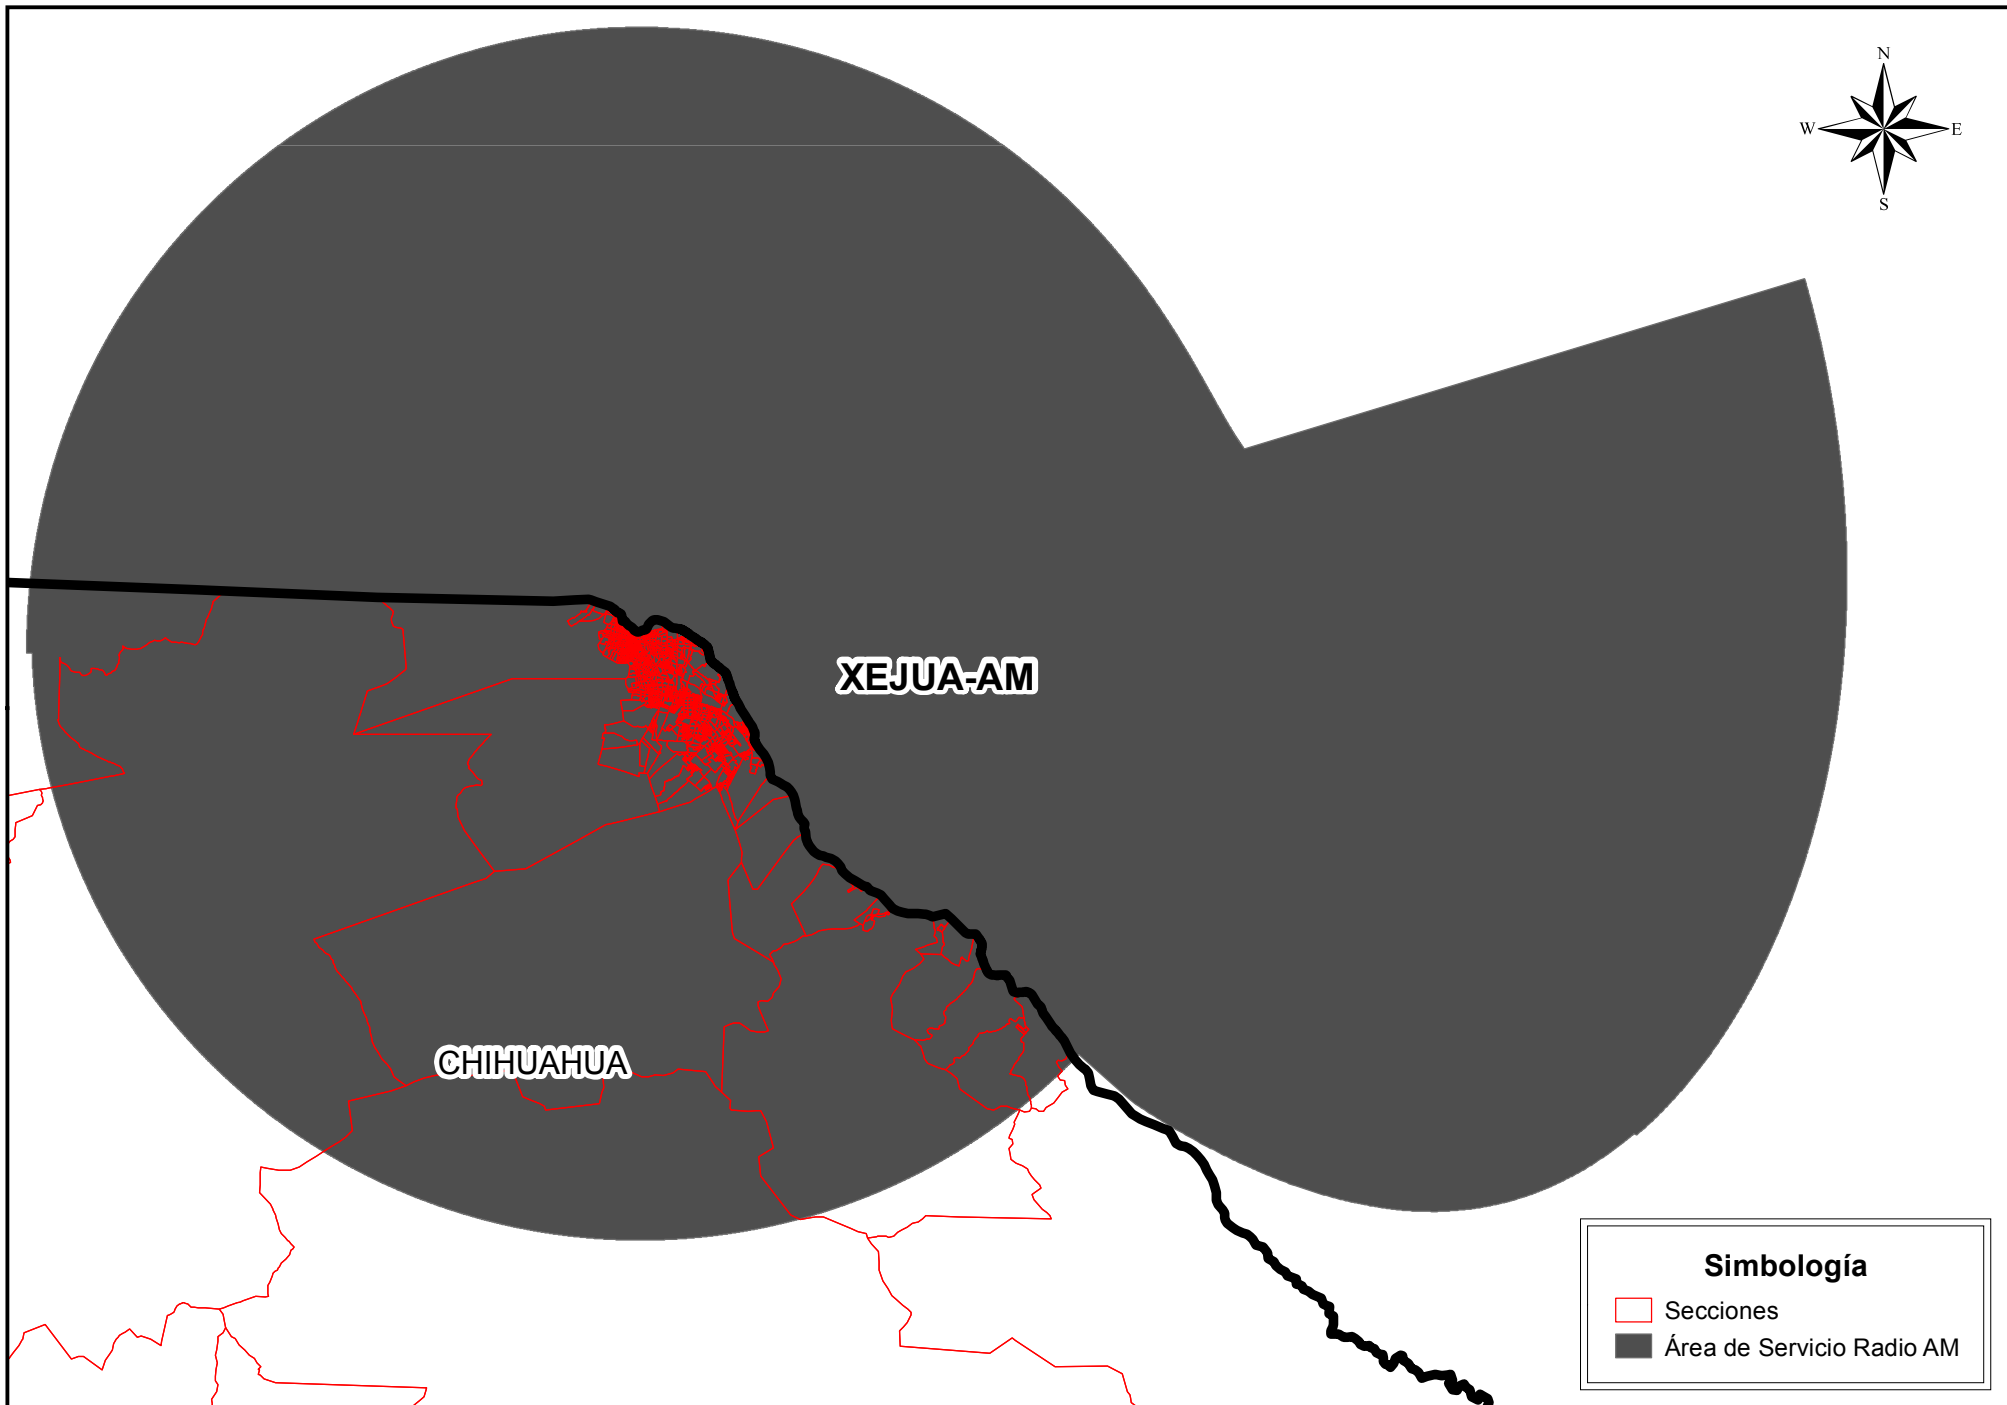 N
W E
S
XEJUA-AM
CHIHUAHUA
Simbología
Secciones
Área de Servicio Radio AM